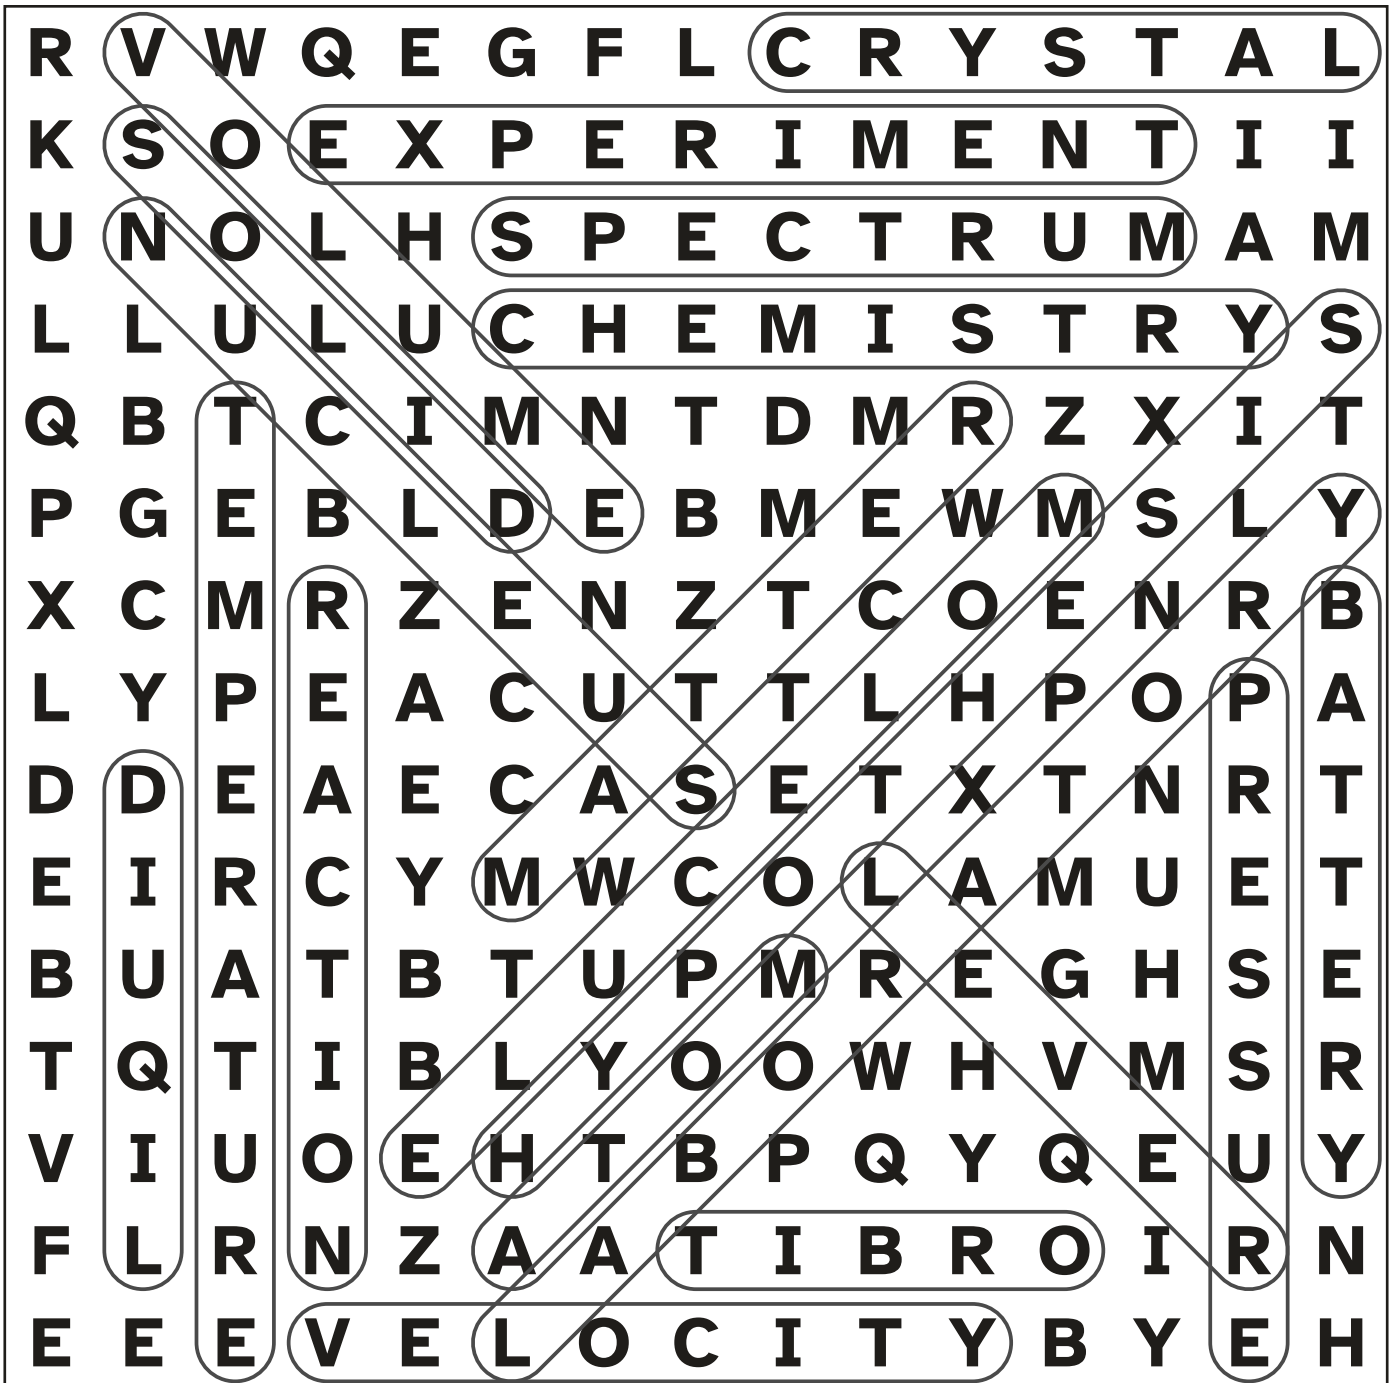 R V W Q E G F L C R Y S T A L
K S O E X P E R I M E N T I I
U N O L H S P E C T R U M A M
L L U L U C H E M I S T R Y S
Q B T C I M N T D M R Z X I T
P G E B L D E B M E W M S L Y
X C M R Z E N Z T C O E N R B
L Y P E A C U T T L H P O P A
D D E A E C A S E T X T N R T
E I R C Y M W C O L A M U E T
B U A T B T U P M R E G H S E
T Q T I B L Y O O W H V M S R
V I U O E H T B P Q Y Q E U Y
F L R N Z A A T I B R O I R N
E E E V E L O C I T Y B Y E H